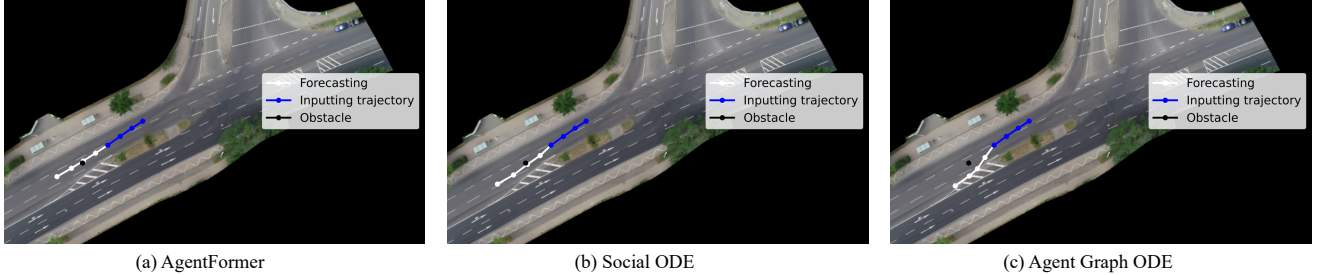 Forecasting
Inputting trajectory
Obstacle
Forecasting
Inputting trajectory
Obstacle
Forecasting
Inputting trajectory
Obstacle
(a) AgentFormer
(b) Social ODE
(c) Agent Graph ODE